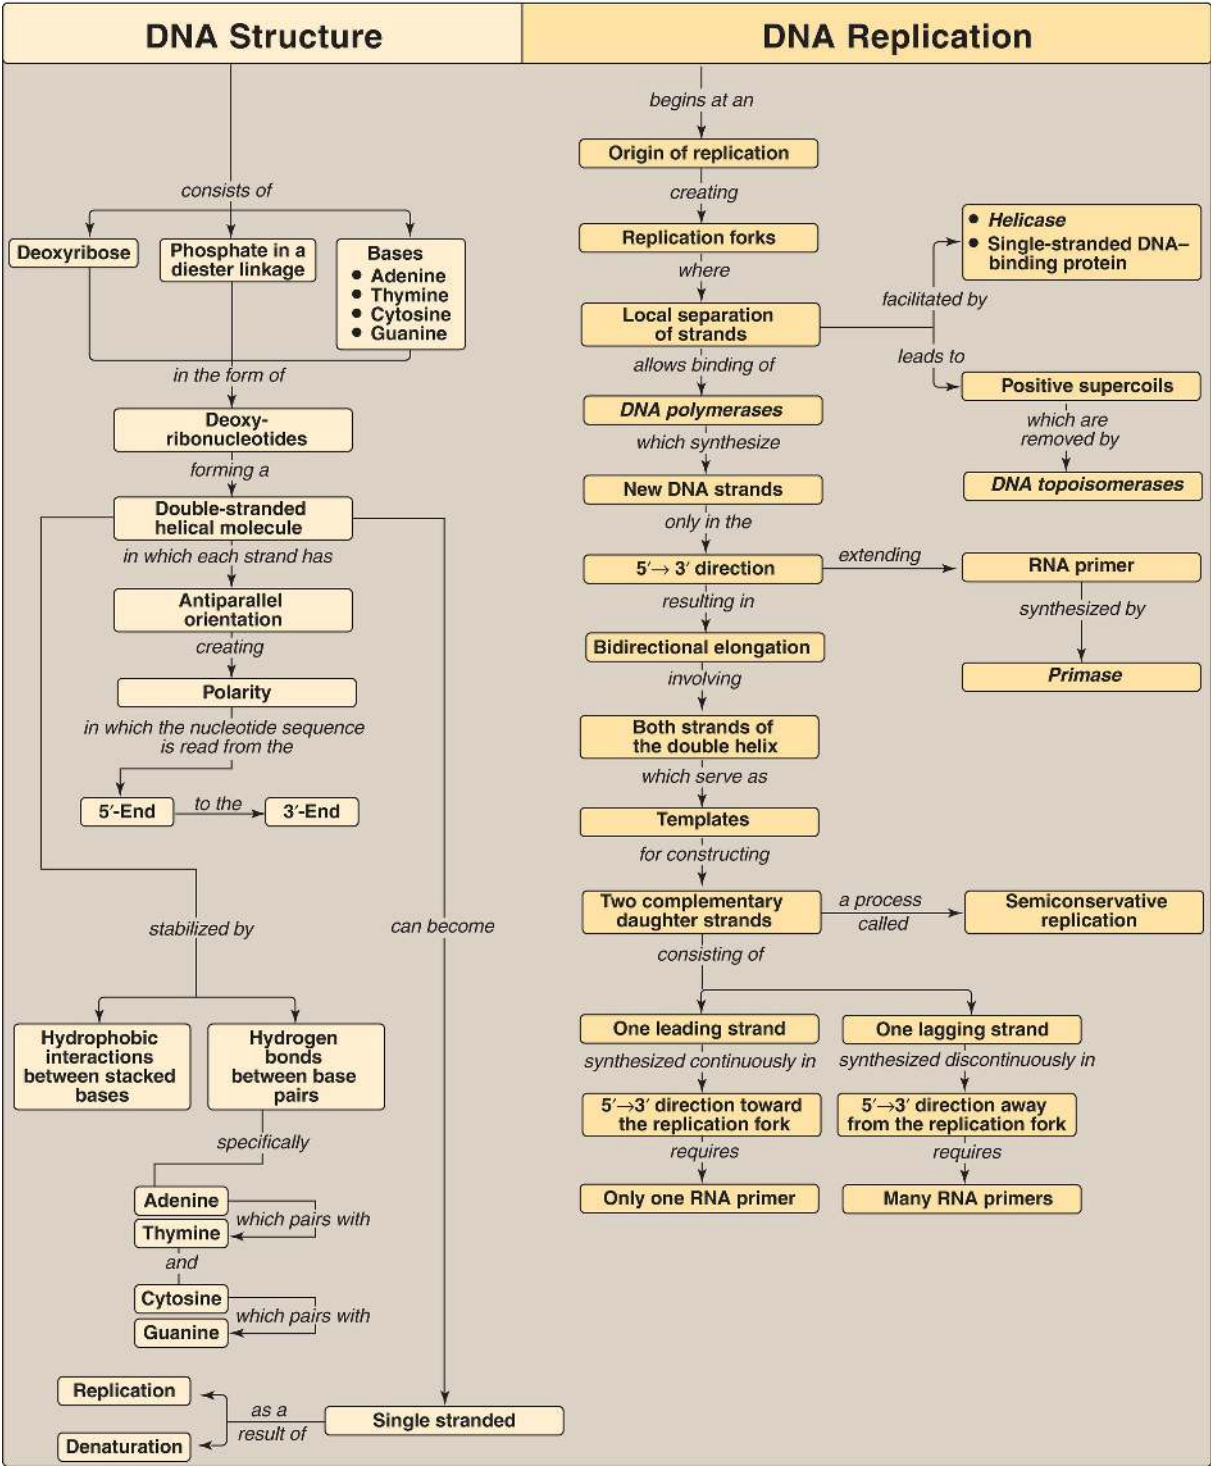 DNA Structure
DNA Replication
consists of
Deoxyribose
Phosphate in a
diester linkage
Bases
● Adenine
● Thymine
● Cytosine
● Guanine
in the form of
Deoxy-
ribonucleotides
forming a
Double-stranded
helical molecule
in which each strand has
Antiparallel
orientation
creating
Polarity
in which the nucleotide sequence
is read from the
5′-End
to the
3′-End
stabilized by
can become
Hydrophobic
interactions
between stacked
bases
Hydrogen
bonds
between base
pairs
specifically
Adenine
which pairs with
Thymine
and
Cytosine
which pairs with
Guanine
Single stranded
as a
result of
Replication
Denaturation
begins at an
Origin of replication
creating
Replication forks
where
Local separation
of strands
facilitated by
● Helicase
● Single-stranded DNA–
binding protein
leads to
Positive supercoils
which are
removed by
DNA topoisomerases
allows binding of
DNA polymerases
which synthesize
New DNA strands
only in the
5′→ 3′ direction
extending
RNA primer
synthesized by
Primase
resulting in
Bidirectional elongation
involving
Both strands of
the double helix
which serve as
Templates
for constructing
Two complementary
daughter strands
a process
called
Semiconservative
replication
consisting of
One leading strand
synthesized continuously in
5′→3′ direction toward
the replication fork
requires
Only one RNA primer
One lagging strand
synthesized discontinuously in
5′→3′ direction away
from the replication fork
requires
Many RNA primers